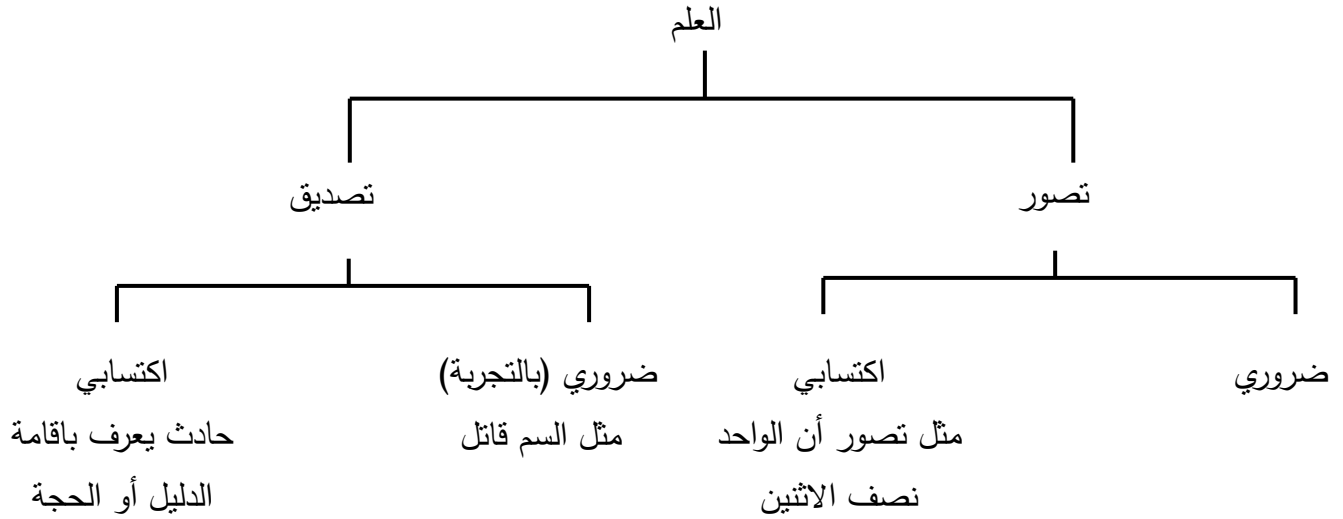 العلم
تصور
تصديق
ضروري
اكتسابي
مثل تصور أن الواحد
نصف الاثنين
ضروري (بالتجربة)
مثل السم قاتل
اكتسابي
حادث يعرف باقامة
الدليل أو الحجة